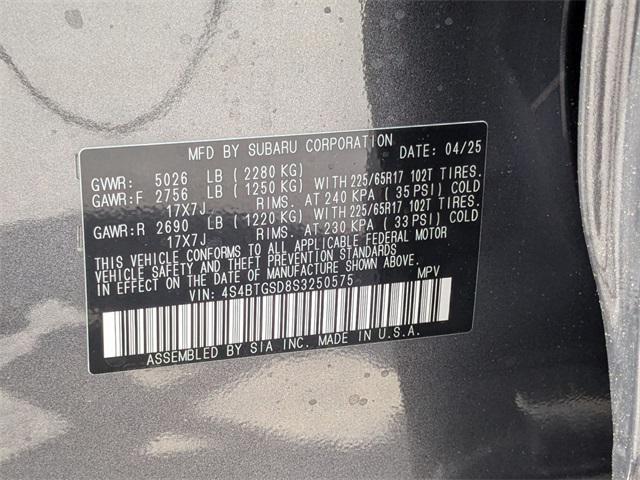 MFD BY SUBARU CORPORATION DATE: 04/25
GVWR: 5026 LB ( 2280 KG)
GAWR:F 2756 LB ( 1250 KG) WITH 225/65R17 102T TIRES.
17X7J RIMS. AT 240 KPA ( 35 PSI) COLD
GAWR:R 2690 LB ( 1220 KG) WITH 225/65R17 102T TIRES.
17X7J RIMS. AT 230 KPA ( 33 PSI) COLD
THIS VEHICLE CONFORMS TO ALL APPLICABLE FEDERAL MOTOR
VEHICLE SAFETY AND THEFT PREVENTION STANDARDS
IN EFFECT ON THE DATE OF MANUFACTURE SHOWN ABOVE.
VIN: 4S4BTGSD8S3250575 MPV
ASSEMBLED BY SIA INC. MADE IN U.S.A.